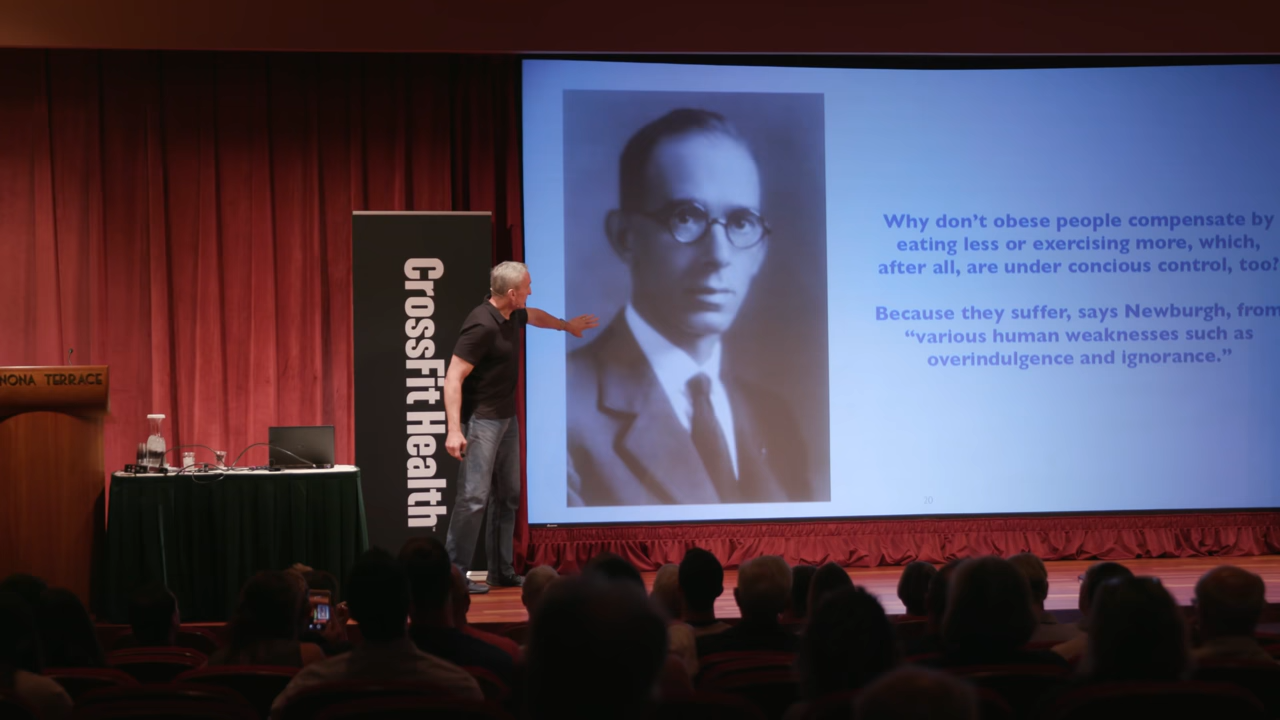 NONA TERRACE
CrossFit Health
Why don't obese people compensate by
eating less or exercising more, which,
after all, are under concious control, too?
Because they suffer, says Newburgh, from
“various human weaknesses such as
overindulgence and ignorance.”
20